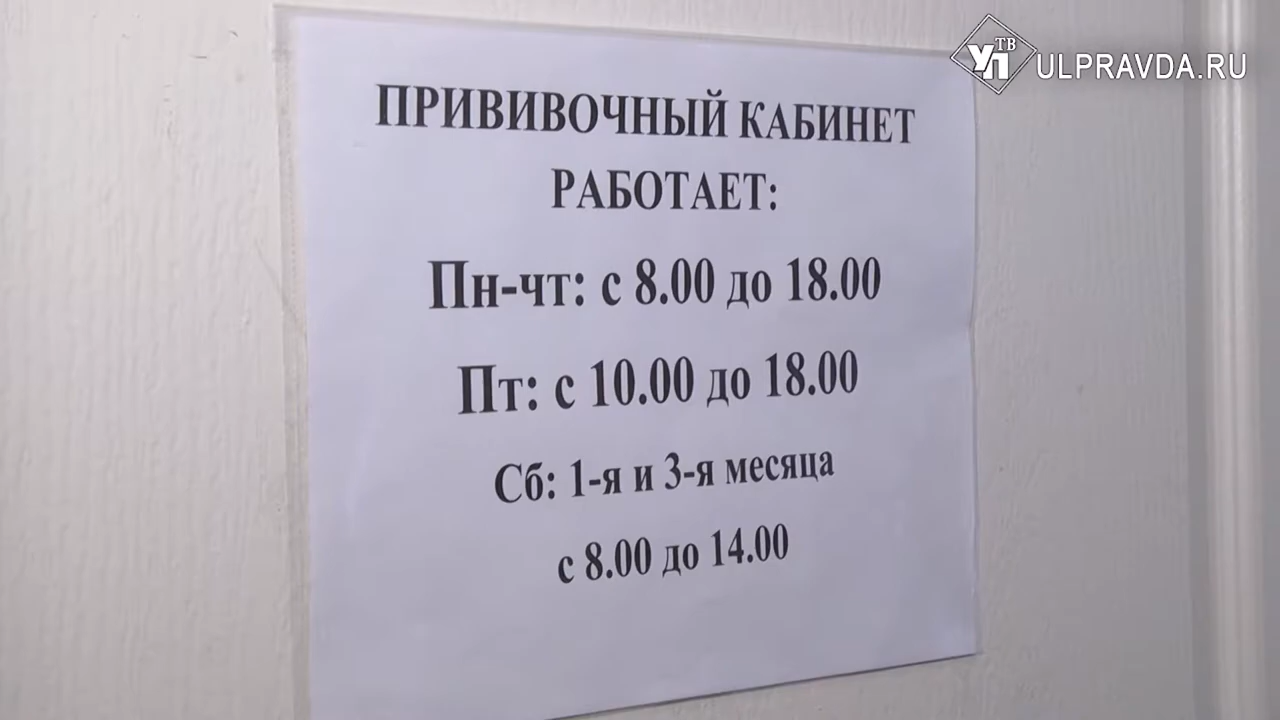 УП ТВ ULPRAVDA.RU
ПРИВИВОЧНЫЙ КАБИНЕТ
РАБОТАЕТ:
Пн-чт: с 8.00 до 18.00
Пт: с 10.00 до 18.00
Сб: 1-я и 3-я месяца
с 8.00 до 14.00